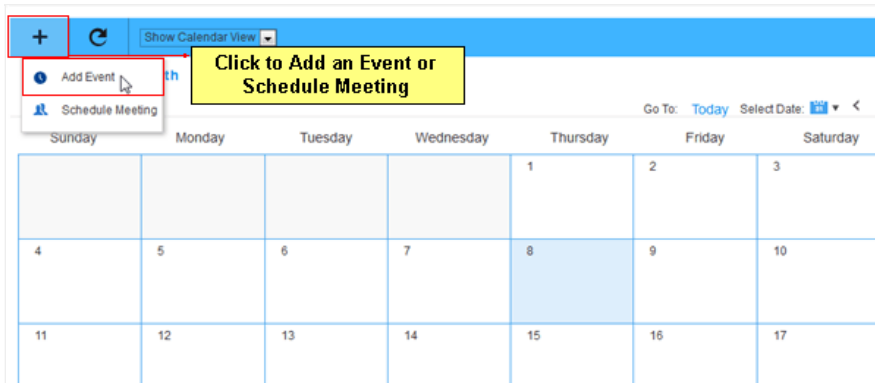 Show Calendar View
Click to Add an Event or
Schedule Meeting
Add Event
th
Schedule Meeting
Go To: Today Select Date:
Sunday Monday Tuesday Wednesday Thursday Friday Saturday
1 2 3
4 5 6 7 8 9 10
11 12 13 14 15 16 17